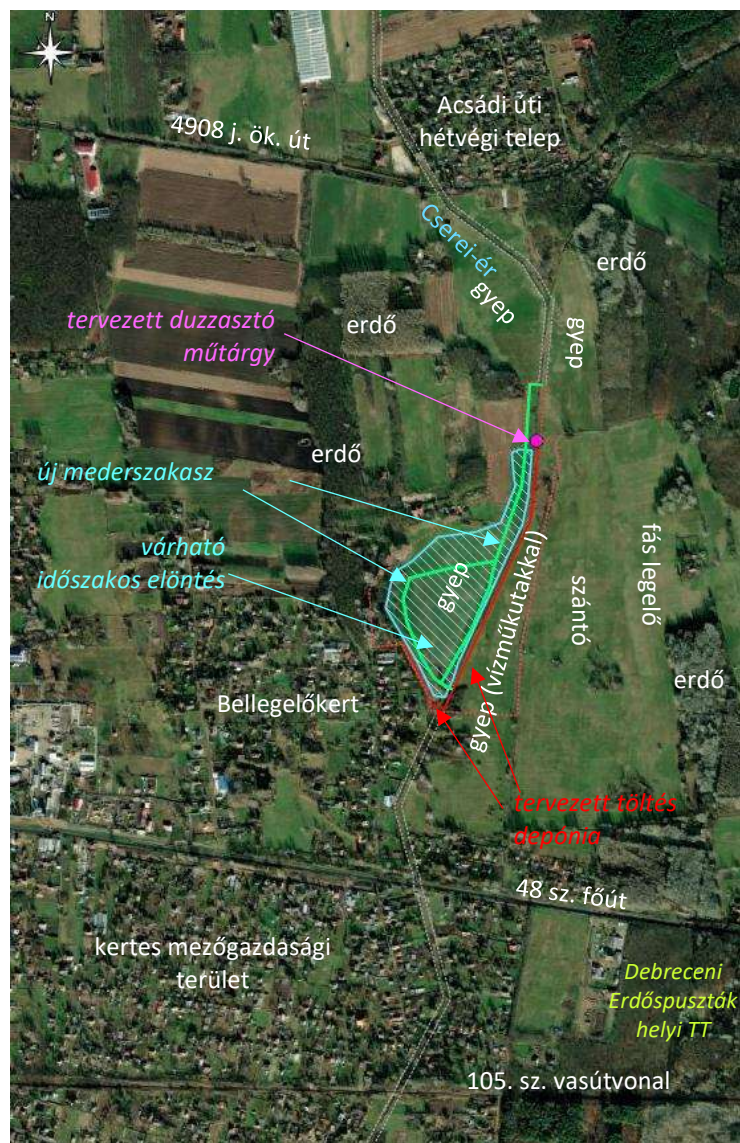 N
Acsádi úti
hétvégi telep
4908 j. ök. út
Cserei-ér
gyep
erdő
gyep
tervezett duzzasztó
műtárgy
erdő
erdő
új mederszakasz
várható
időszakos elöntés
gyep
gyep (vízműkutakkal)
szántó
fás legelő
erdő
Bellegelőkert
tervezett töltés
depónia
48 sz. főút
kertes mezőgazdasági
terület
Debreceni
Erdőspuszták
helyi TT
105. sz. vasútvonal